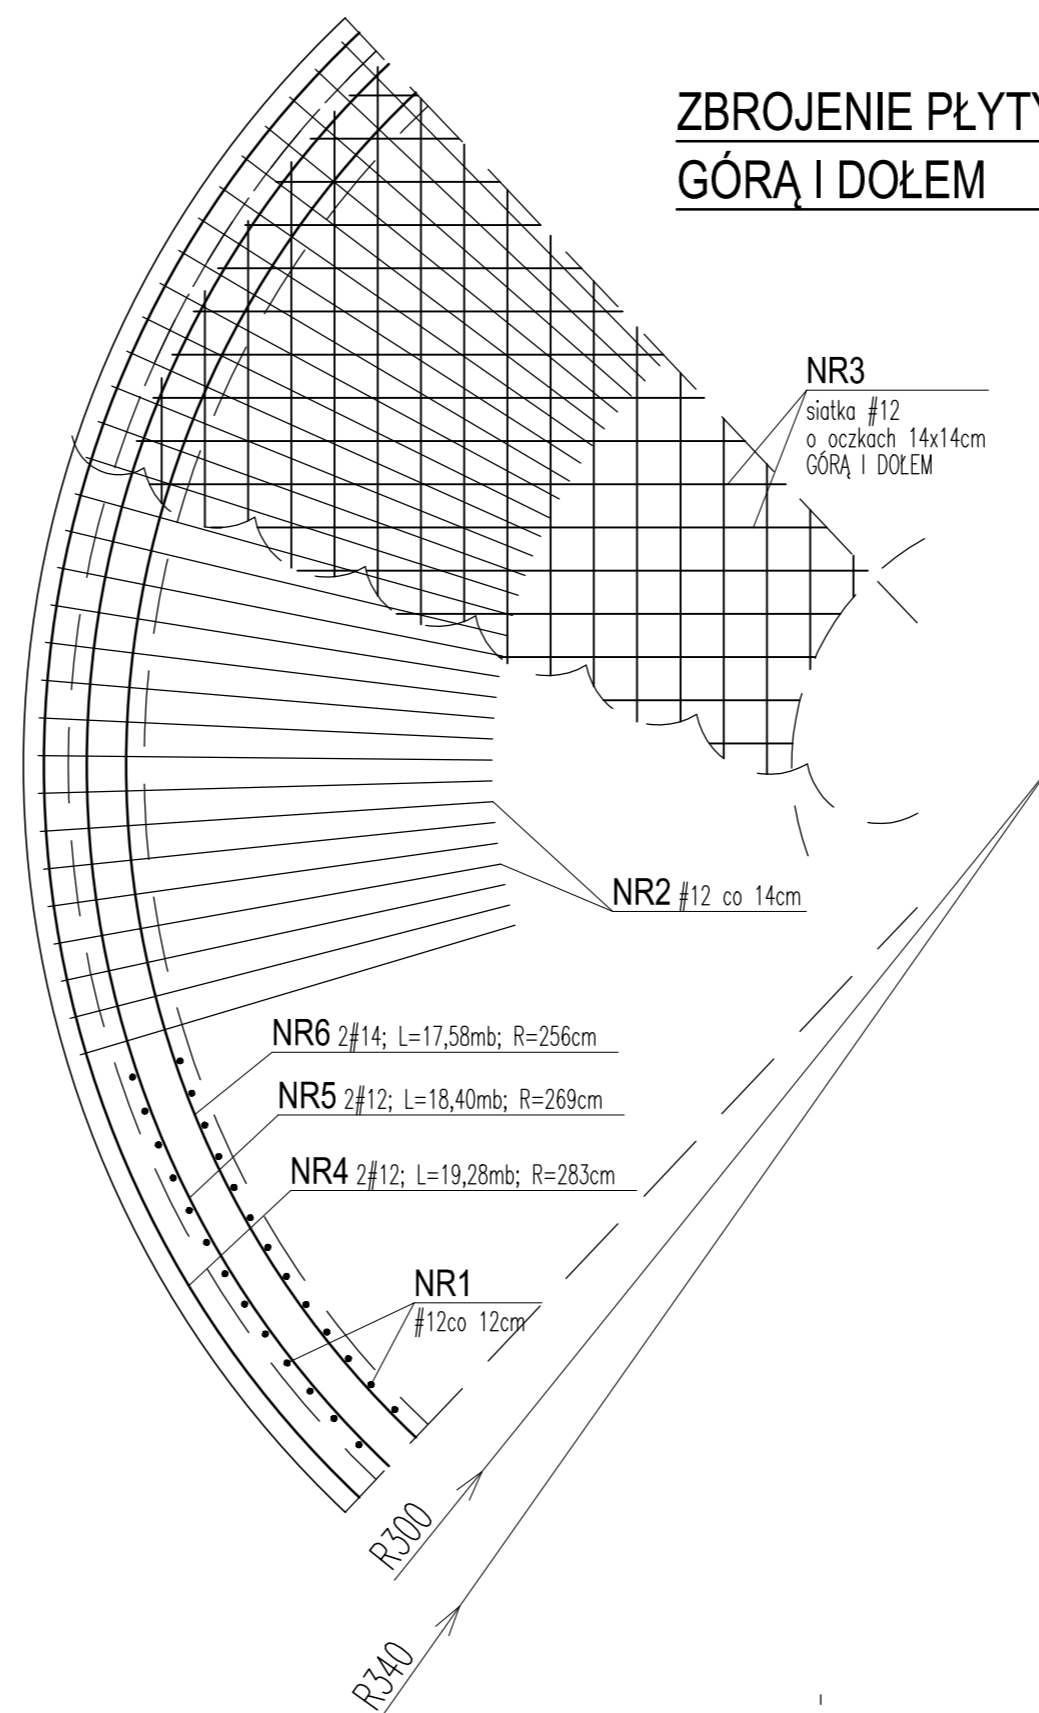 ZBROJENIE PŁYTY
GÓRĄ I DOŁEM
NR3
siatka #12
o oczkach 14x14cm
GÓRĄ I DOŁEM
NR2 #12 co 14cm
NR6 2#14; L=17,58mb; R=256cm
NR5 2#12; L=18,40mb; R=269cm
NR4 2#12; L=19,28mb; R=283cm
NR1
#12co 12cm
R300
R340